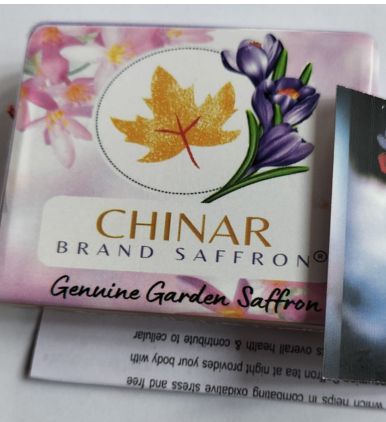 CHINAR
BRAND SAFFRON®
Genuine Garden Saffron
which helps in combating oxidative stress and free
tea at night provides your body with
overall health & contribute to cellular